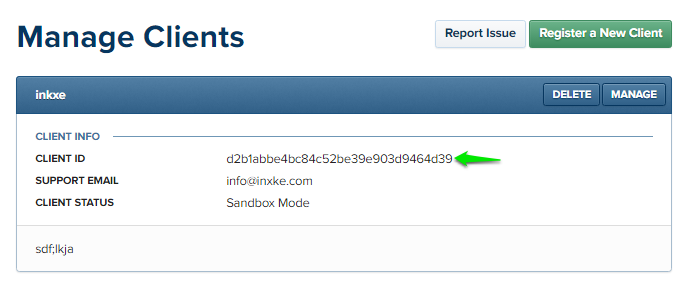 Manage Clients
Report Issue
Register a New Client
inkxe
DELETE
MANAGE
CLIENT INFO
CLIENT ID d2b1abbe4bc84c52be39e903d9464d39
SUPPORT EMAIL info@inxke.com
CLIENT STATUS Sandbox Mode
sdf;lkja